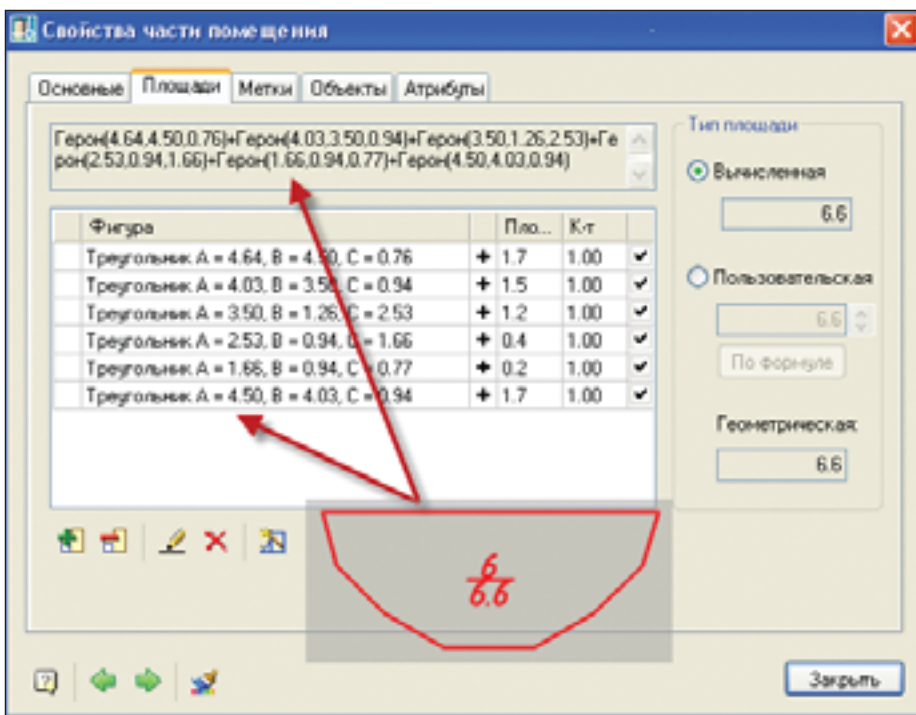 Свойства части помещения
Основные Площади Метки Объекты Атрибуты
Герон(4.64,4.50,0.76)+Герон(4.03,3.50,0.94)+Герон(3.50,1.26,2.53)+Ге
рон(2.53,0.94,1.66)+Герон(1.66,0.94,0.77)+Герон(4.50,4.03,0.94)
Фигура Пло... К-т
Треугольник A = 4.64, B = 4.50, C = 0.76 + 1.7 1.00
Треугольник A = 4.03, B = 3.50, C = 0.94 + 1.5 1.00
Треугольник A = 3.50, B = 1.26, C = 2.53 + 1.2 1.00
Треугольник A = 2.53, B = 0.94, C = 1.66 + 0.4 1.00
Треугольник A = 1.66, B = 0.94, C = 0.77 + 0.2 1.00
Треугольник A = 4.50, B = 4.03, C = 0.94 + 1.7 1.00
Тип площади
Вычисленная
6.6
Пользовательская
6.6
По формуле
Геометрическая:
6.6
6
6.6
Закрыть